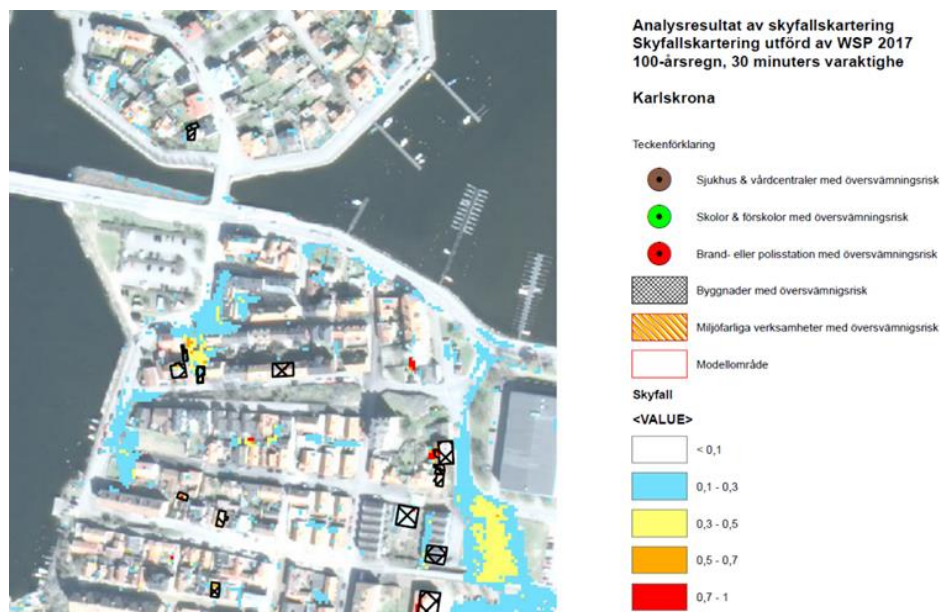 Analysresultat av skyfallskartering
Skyfallskartering utförd av WSP 2017
100-årsregn, 30 minuters varaktighe
Karlskrona
Teckenförklaring
Sjukhus & vårdcentraler med översvämningsrisk
Skolor & förskolor med översvämningsrisk
Brand- eller polisstation med översvämningsrisk
Byggnader med översvämnigsrisk
Miljöfarliga verksamheter med översvämnigsrisk
Modellområde
Skyfall
<VALUE>
< 0,1
0,1 - 0,3
0,3 - 0,5
0,5 - 0,7
0,7 - 1